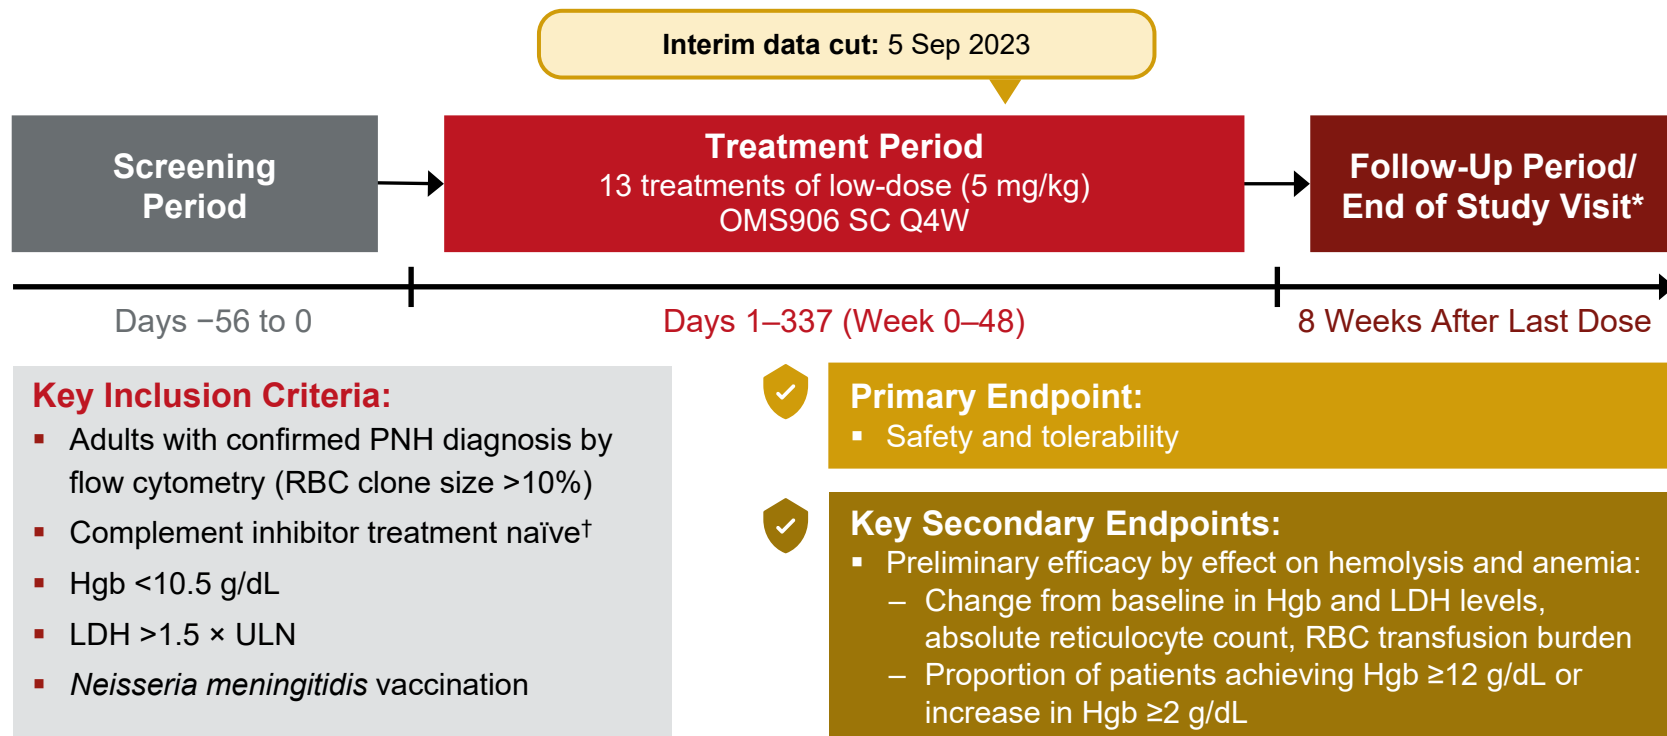 Interim data cut: 5 Sep 2023
Screening
Period
Treatment Period
13 treatments of low-dose (5 mg/kg)
OMS906 SC Q4W
Follow-Up Period/
End of Study Visit*
Days −56 to 0
Days 1–337 (Week 0–48)
8 Weeks After Last Dose
Key Inclusion Criteria:
▪ Adults with confirmed PNH diagnosis by
flow cytometry (RBC clone size >10%)
▪ Complement inhibitor treatment naïve†
▪ Hgb <10.5 g/dL
▪ LDH >1.5 × ULN
▪ Neisseria meningitidis vaccination
Primary Endpoint:
▪ Safety and tolerability
Key Secondary Endpoints:
▪ Preliminary efficacy by effect on hemolysis and anemia:
– Change from baseline in Hgb and LDH levels,
absolute reticulocyte count, RBC transfusion burden
– Proportion of patients achieving Hgb ≥12 g/dL or
increase in Hgb ≥2 g/dL